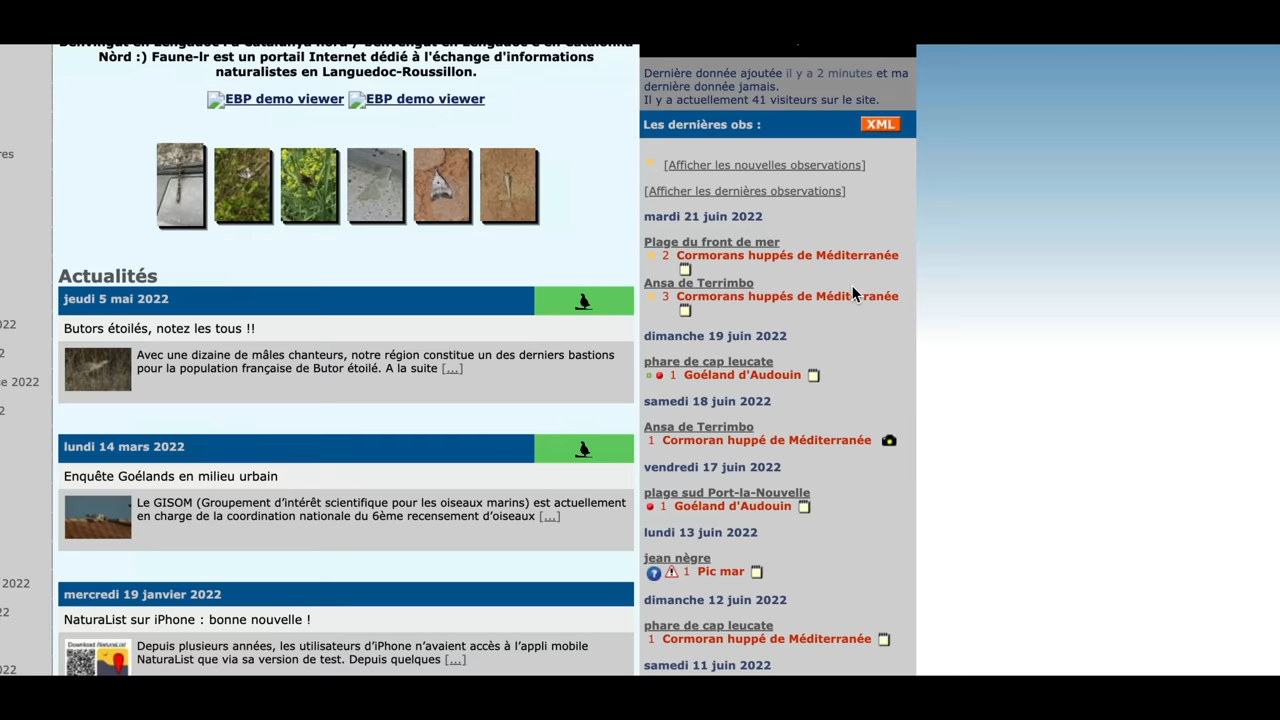 Nòrd :) Faune-lr est un portail Internet dédié à l'échange d'informations
naturalistes en Languedoc-Roussillon.
EBP demo viewer EBP demo viewer
Actualités
jeudi 5 mai 2022
Butors étoilés, notez les tous !!
Avec une dizaine de mâles chanteurs, notre région constitue un des derniers bastions
pour la population française de Butor étoilé. A la suite [...]
lundi 14 mars 2022
Enquête Goélands en milieu urbain
Le GISOM (Groupement d'intérêt scientifique pour les oiseaux marins) est actuellement
en charge de la coordination nationale du 6ème recensement d'oiseaux [...]
mercredi 19 janvier 2022
NaturaList sur iPhone : bonne nouvelle !
Download NaturaList
Depuis plusieurs années, les utilisateurs d'iPhone n'avaient accès à l'appli mobile
NaturaList que via sa version de test. Depuis quelques [...]
Dernière donnée ajoutée il y a 2 minutes et ma
dernière donnée jamais.
Il y a actuellement 41 visiteurs sur le site.
Les dernières obs :
XML
[Afficher les nouvelles observations]
[Afficher les dernières observations]
mardi 21 juin 2022
Plage du front de mer
2 Cormorans huppés de Méditerranée
Ansa de Terrimbo
3 Cormorans huppés de Méditerranée
dimanche 19 juin 2022
phare de cap leucate
1 Goéland d'Audouin
samedi 18 juin 2022
Ansa de Terrimbo
1 Cormoran huppé de Méditerranée
vendredi 17 juin 2022
plage sud Port-la-Nouvelle
1 Goéland d'Audouin
lundi 13 juin 2022
jean nègre
? 1 Pic mar
dimanche 12 juin 2022
phare de cap leucate
1 Cormoran huppé de Méditerranée
samedi 11 juin 2022
res
022
2
se 2022
2
2022
22
022